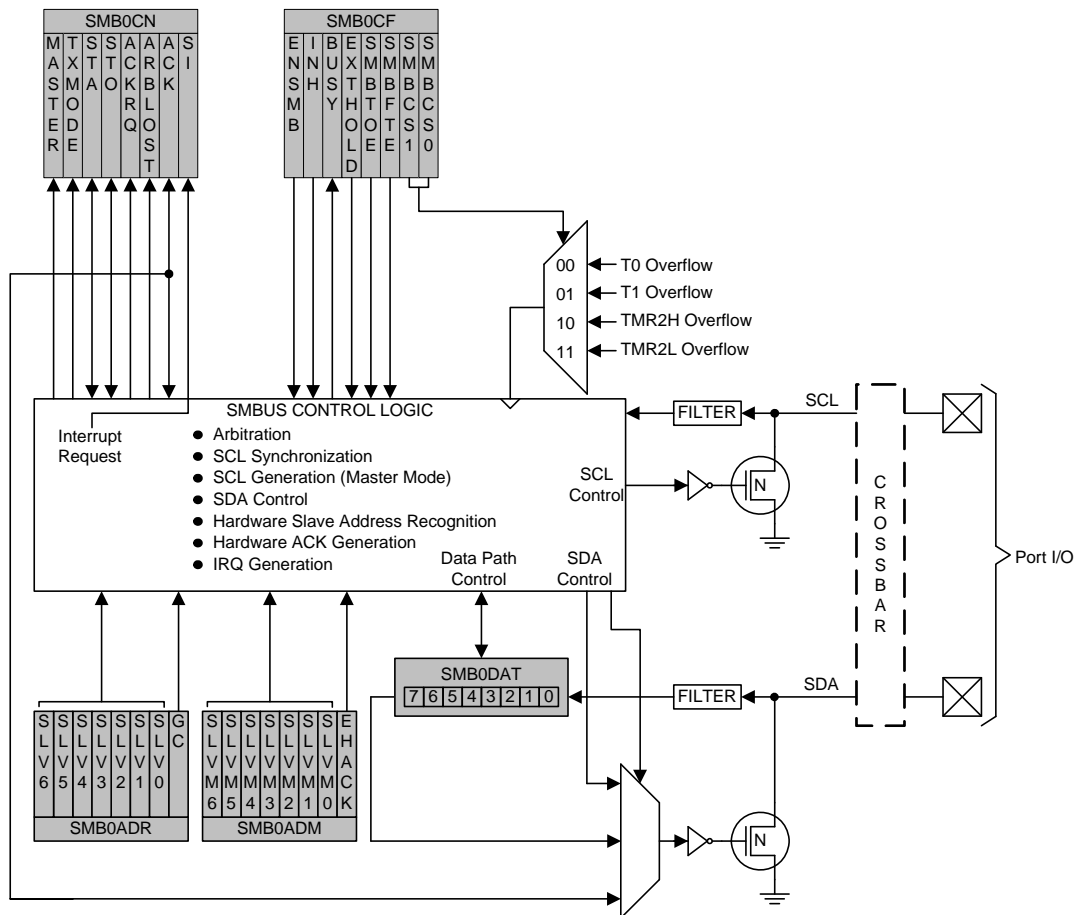 SMB0CN
MASTER
TXMODE
STA
STO
ACKRQ
ARBLOST
ACK
SI
SMB0CF
ENSMB
INH
BUSY
EXTHOLD
SMBTOE
SMBFTE
SMBCS1
SMBCS0
00
01
10
11
T0 Overflow
T1 Overflow
TMR2H Overflow
TMR2L Overflow
SMBUS CONTROL LOGIC
Interrupt
Request
● Arbitration
● SCL Synchronization
● SCL Generation (Master Mode)
● SDA Control
● Hardware Slave Address Recognition
● Hardware ACK Generation
● IRQ Generation
SCL
Control
Data Path
Control
SDA
Control
FILTER
SCL
N
CROSSBAR
Port I/O
SMB0DAT
7 6 5 4 3 2 1 0
FILTER
SDA
N
SLV6
SLV5
SLV4
SLV3
SLV2
SLV1
SLV0
GC
SMB0ADR
SLVM6
SLVM5
SLVM4
SLVM3
SLVM2
SLVM1
SLVM0
EHACK
SMB0ADM